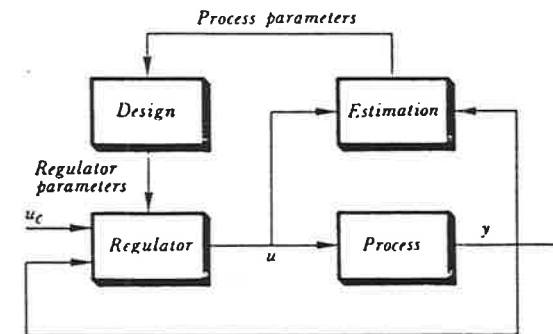 Process parameters
Design
Estimation
Regulator
parameters
u_c
Regulator
u
Process
y